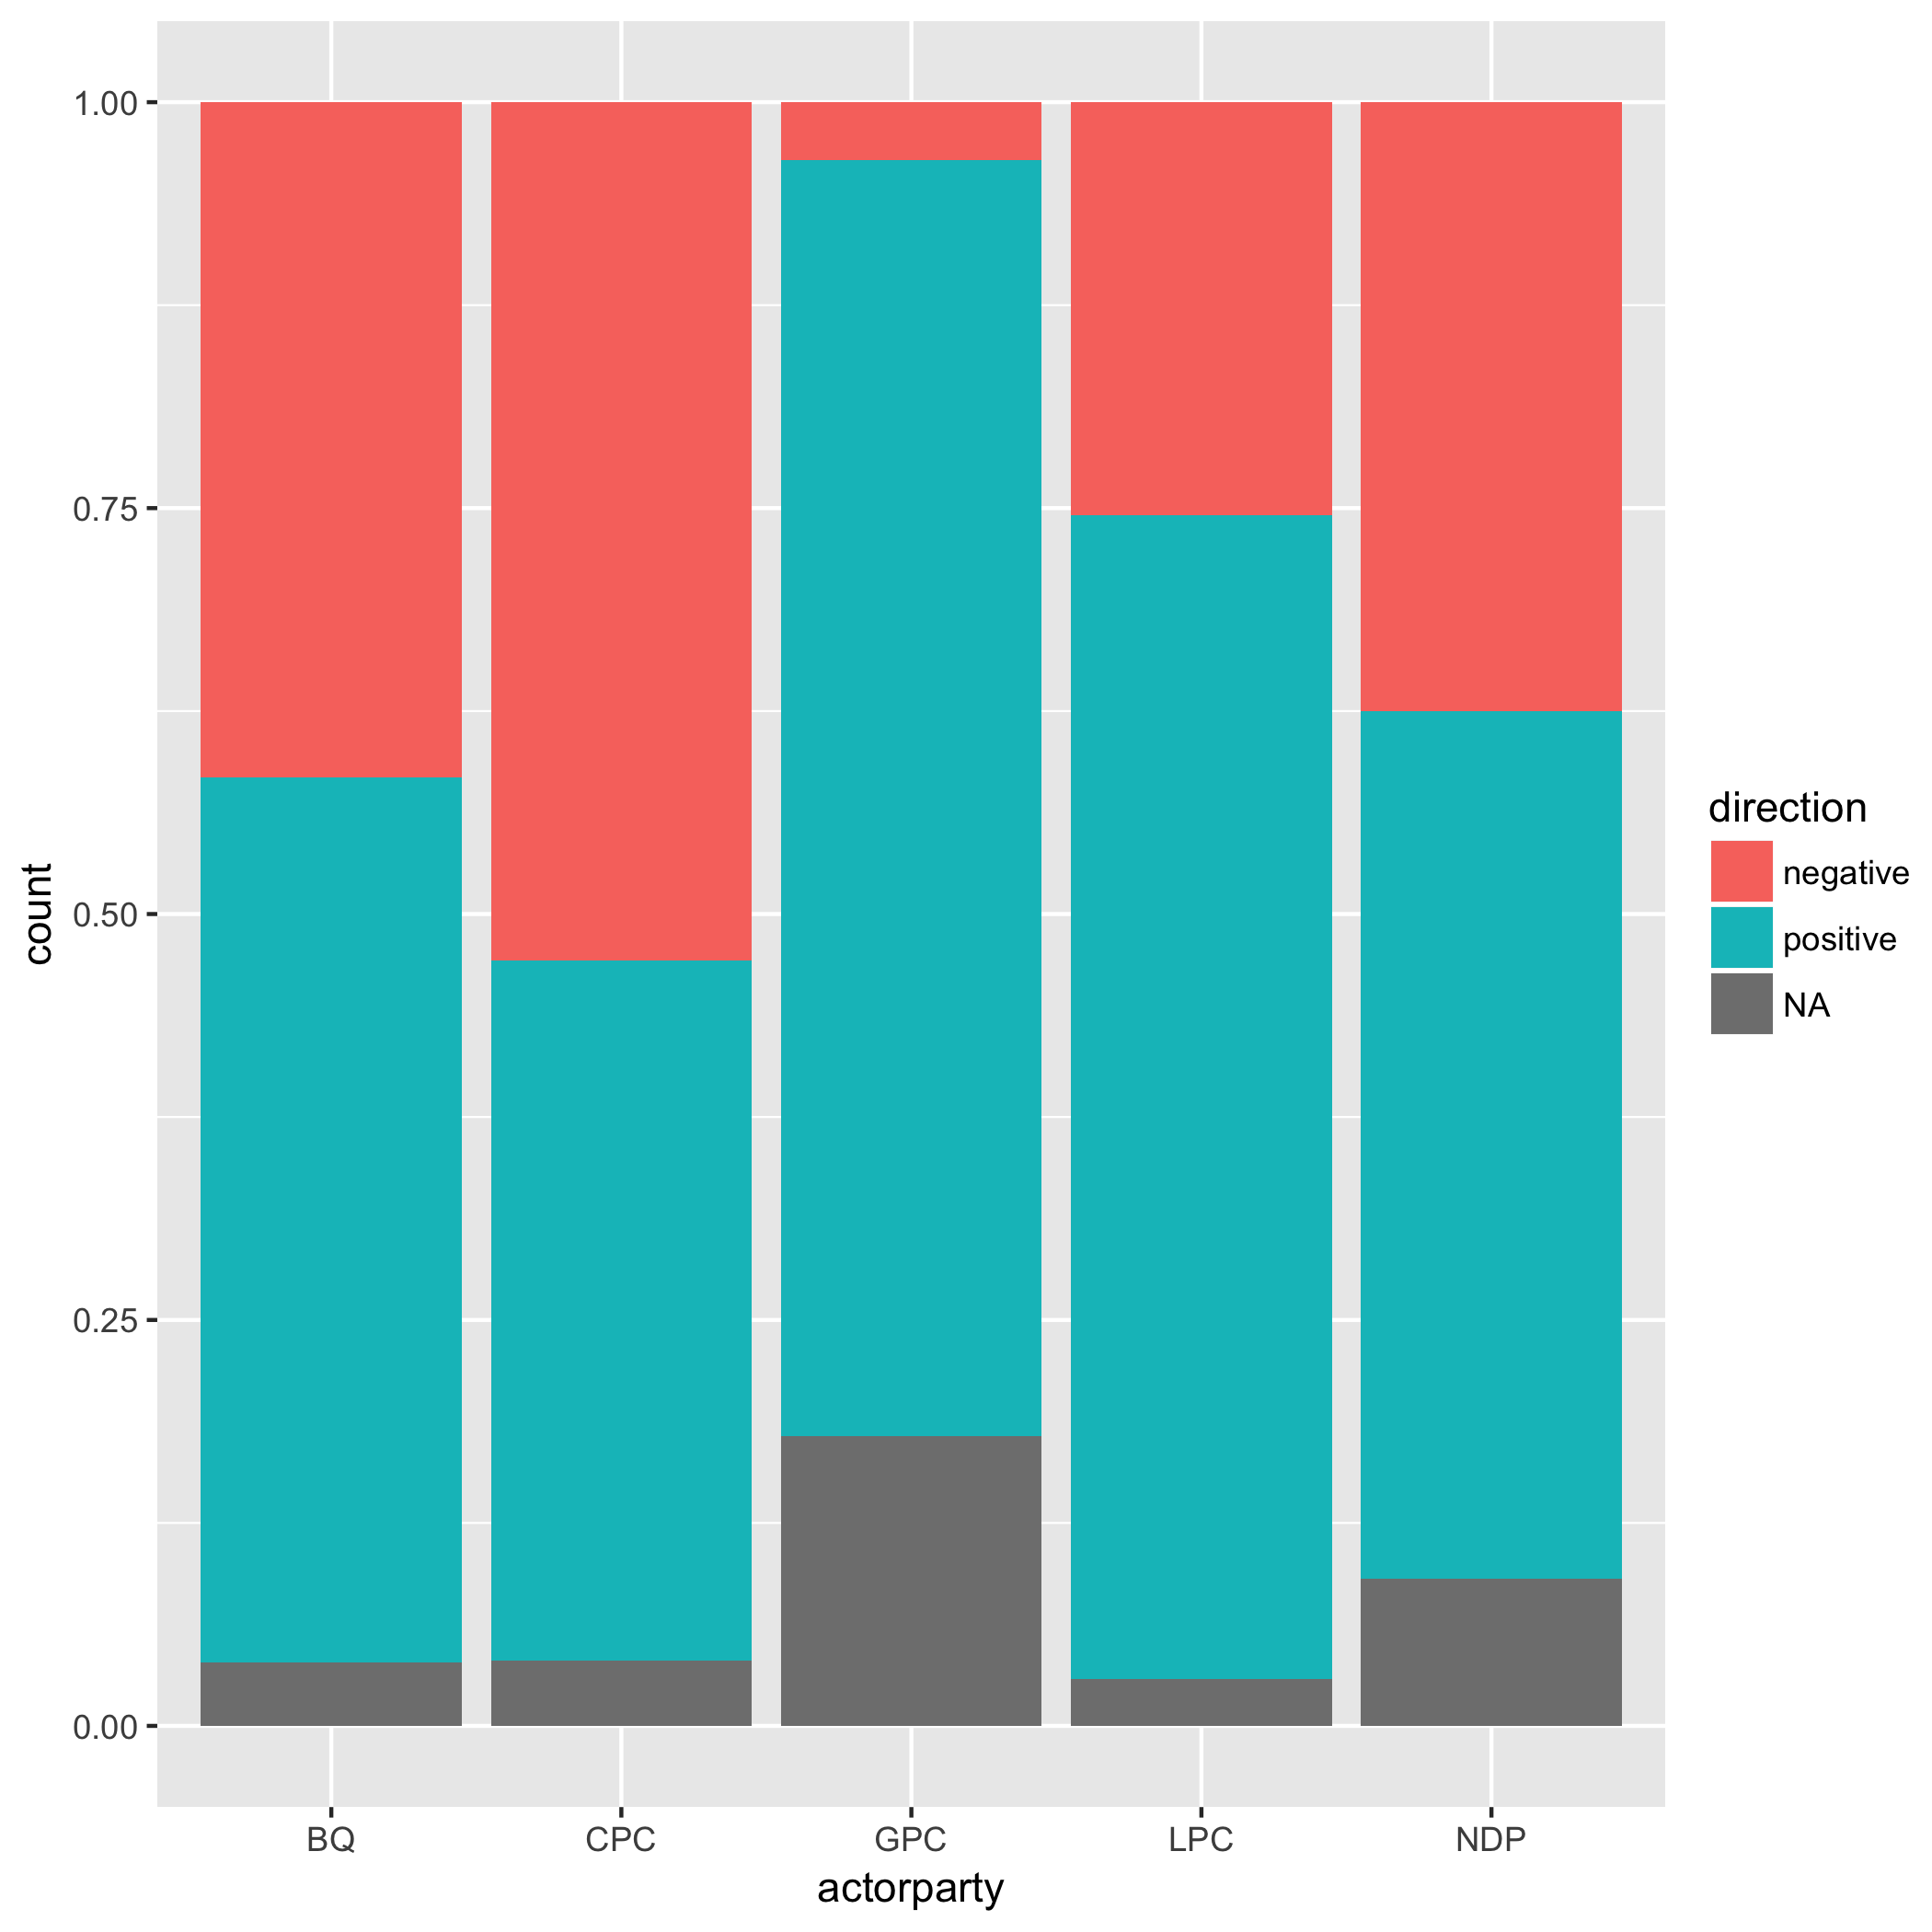 1.00
0.75
0.50
0.25
0.00
count
BQ CPC GPC LPC NDP
actorparty
direction
negative
positive
NA